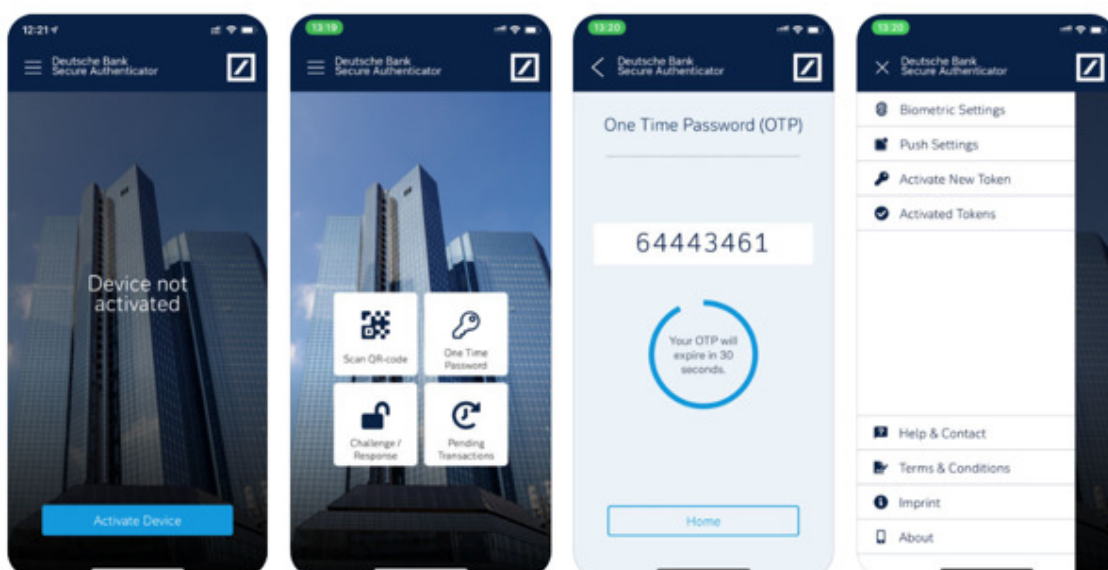 12:21
Deutsche Bank
Secure Authenticator
Device not
activated
Activate Device
13:19
Deutsche Bank
Secure Authenticator
Scan QR-code
One Time
Password
Challenge /
Response
Pending
Transactions
13:20
Deutsche Bank
Secure Authenticator
One Time Password (OTP)
64443461
Your OTP will
expire in 30
seconds.
Home
13:20
Deutsche Bank
Secure Authenticator
Biometric Settings
Push Settings
Activate New Token
Activated Tokens
Help & Contact
Terms & Conditions
Imprint
About